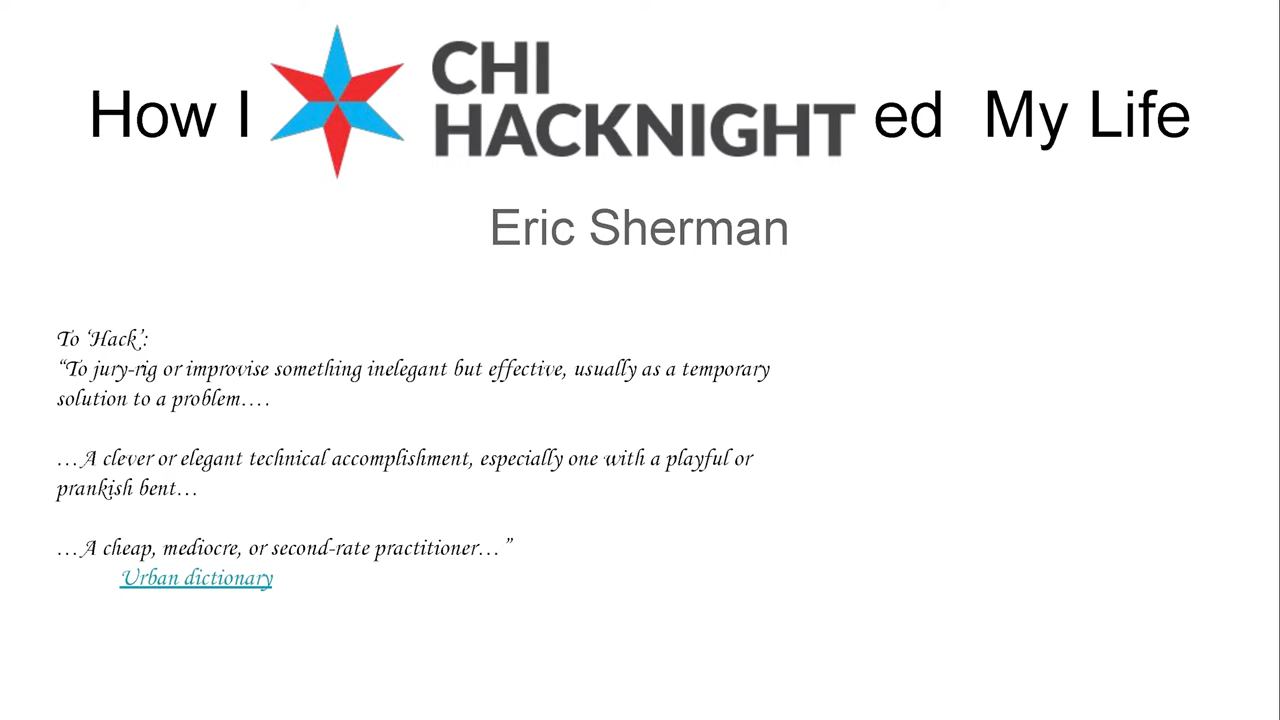 How I CHI HACKNIGHT ed My Life
Eric Sherman
To ‘Hack’:
“To jury-rig or improvise something inelegant but effective, usually as a temporary
solution to a problem….
…A clever or elegant technical accomplishment, especially one with a playful or
prankish bent…
…A cheap, mediocre, or second-rate practitioner…”
Urban dictionary